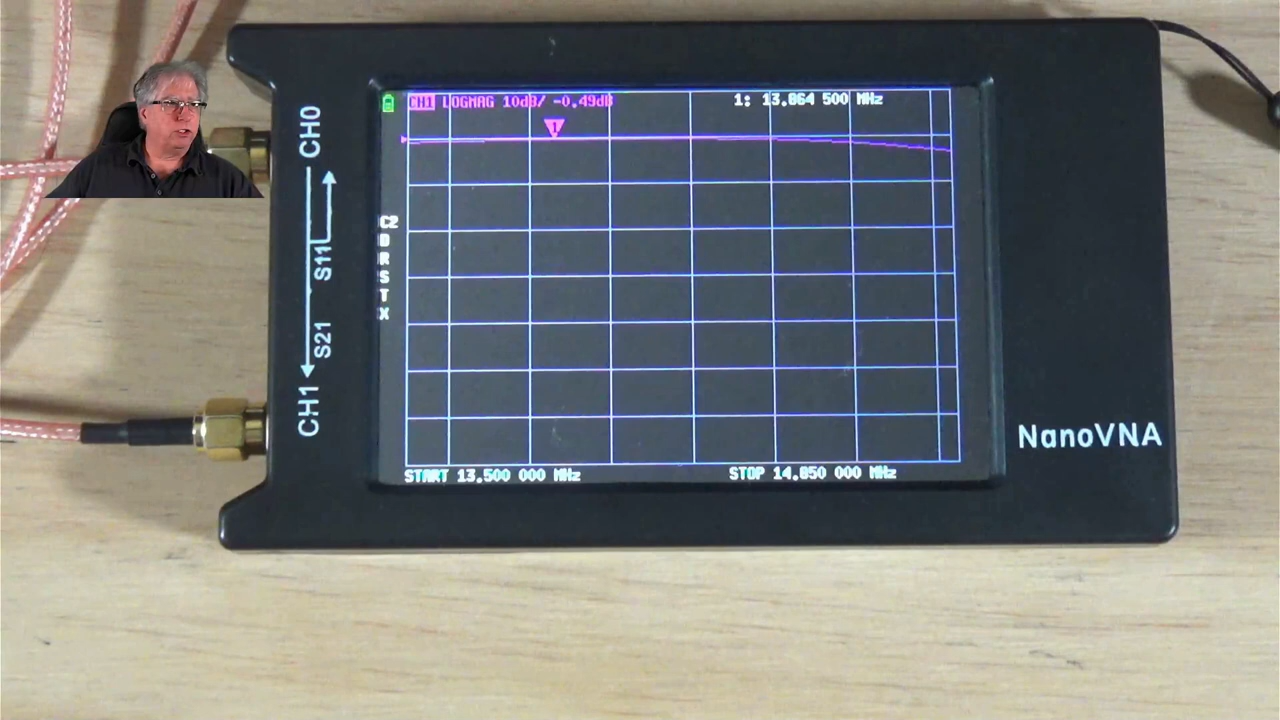 CH1 LOGMAG 10dB/ -0.49dB
1: 13.864 500 MHz
1
C2
D
R
S
T
X
START 13.500 000 MHz
STOP 14.850 000 MHz
CH0
S11
S21
CH1
NanoVNA